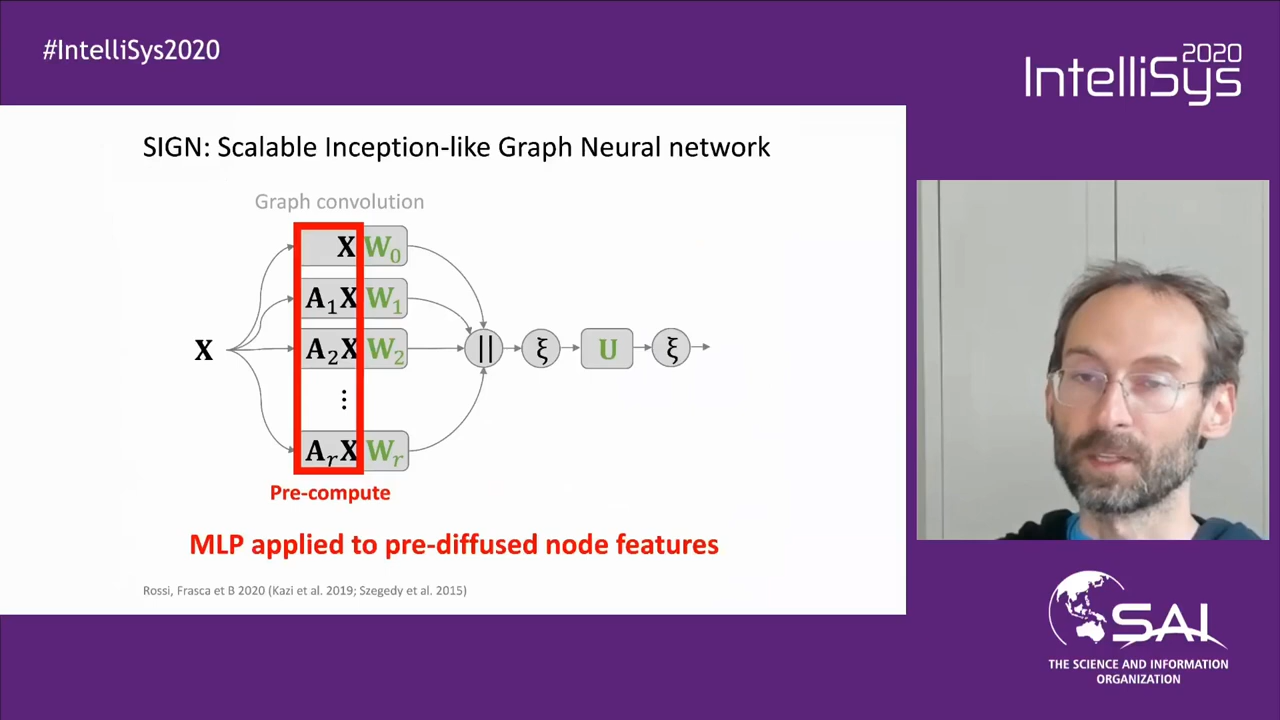 #IntelliSys2020
IntelliSys 2020
SIGN: Scalable Inception-like Graph Neural network
Graph convolution
X W₀
A₁X W₁
X
A₂X W₂
|| ξ U ξ
⋮
AᵣX Wᵣ
Pre-compute
MLP applied to pre-diffused node features
Rossi, Frasca et B 2020 (Kazi et al. 2019; Szegedy et al. 2015)
SAI
THE SCIENCE AND INFORMATION
ORGANIZATION